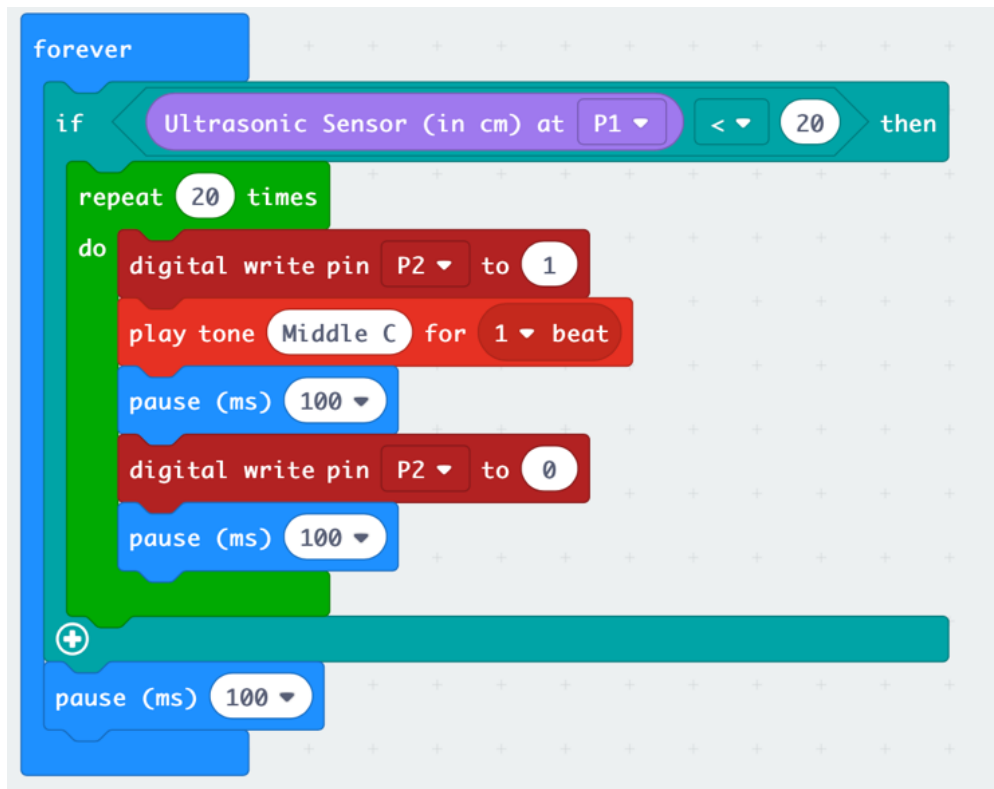 forever
if Ultrasonic Sensor (in cm) at P1 < 20 then
repeat 20 times
do
digital write pin P2 to 1
play tone Middle C for 1 beat
pause (ms) 100
digital write pin P2 to 0
pause (ms) 100
pause (ms) 100